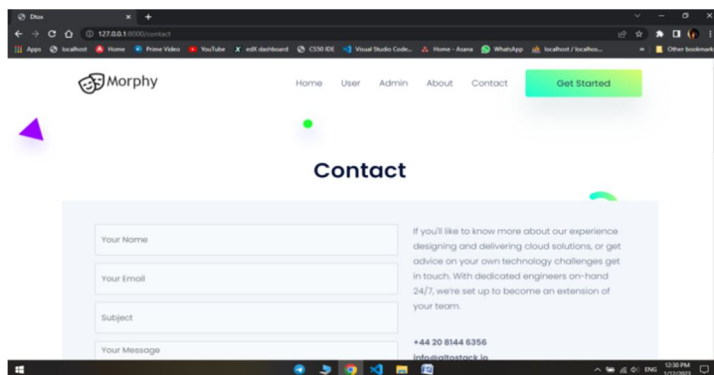 Dtox
127.0.0.1:8000/contact
Apps localhost Home Prime Video YouTube edX dashboard CS50 IDE Visual Studio Code... Home - Asana WhatsApp localhost / localhos... Other bookmarks
Morphy
Home User Admin About Contact Get Started
Contact
Your Name
Your Email
Subject
Your Message
If you'll like to know more about our experience
designing and delivering cloud solutions, or get
advice on your own technology challenges get
in touch. With dedicated engineers on-hand
24/7, we're set up to become an extension of
your team.
+44 20 8144 6356
info@altostack.io
ENG 12:30 PM
1/12/2023